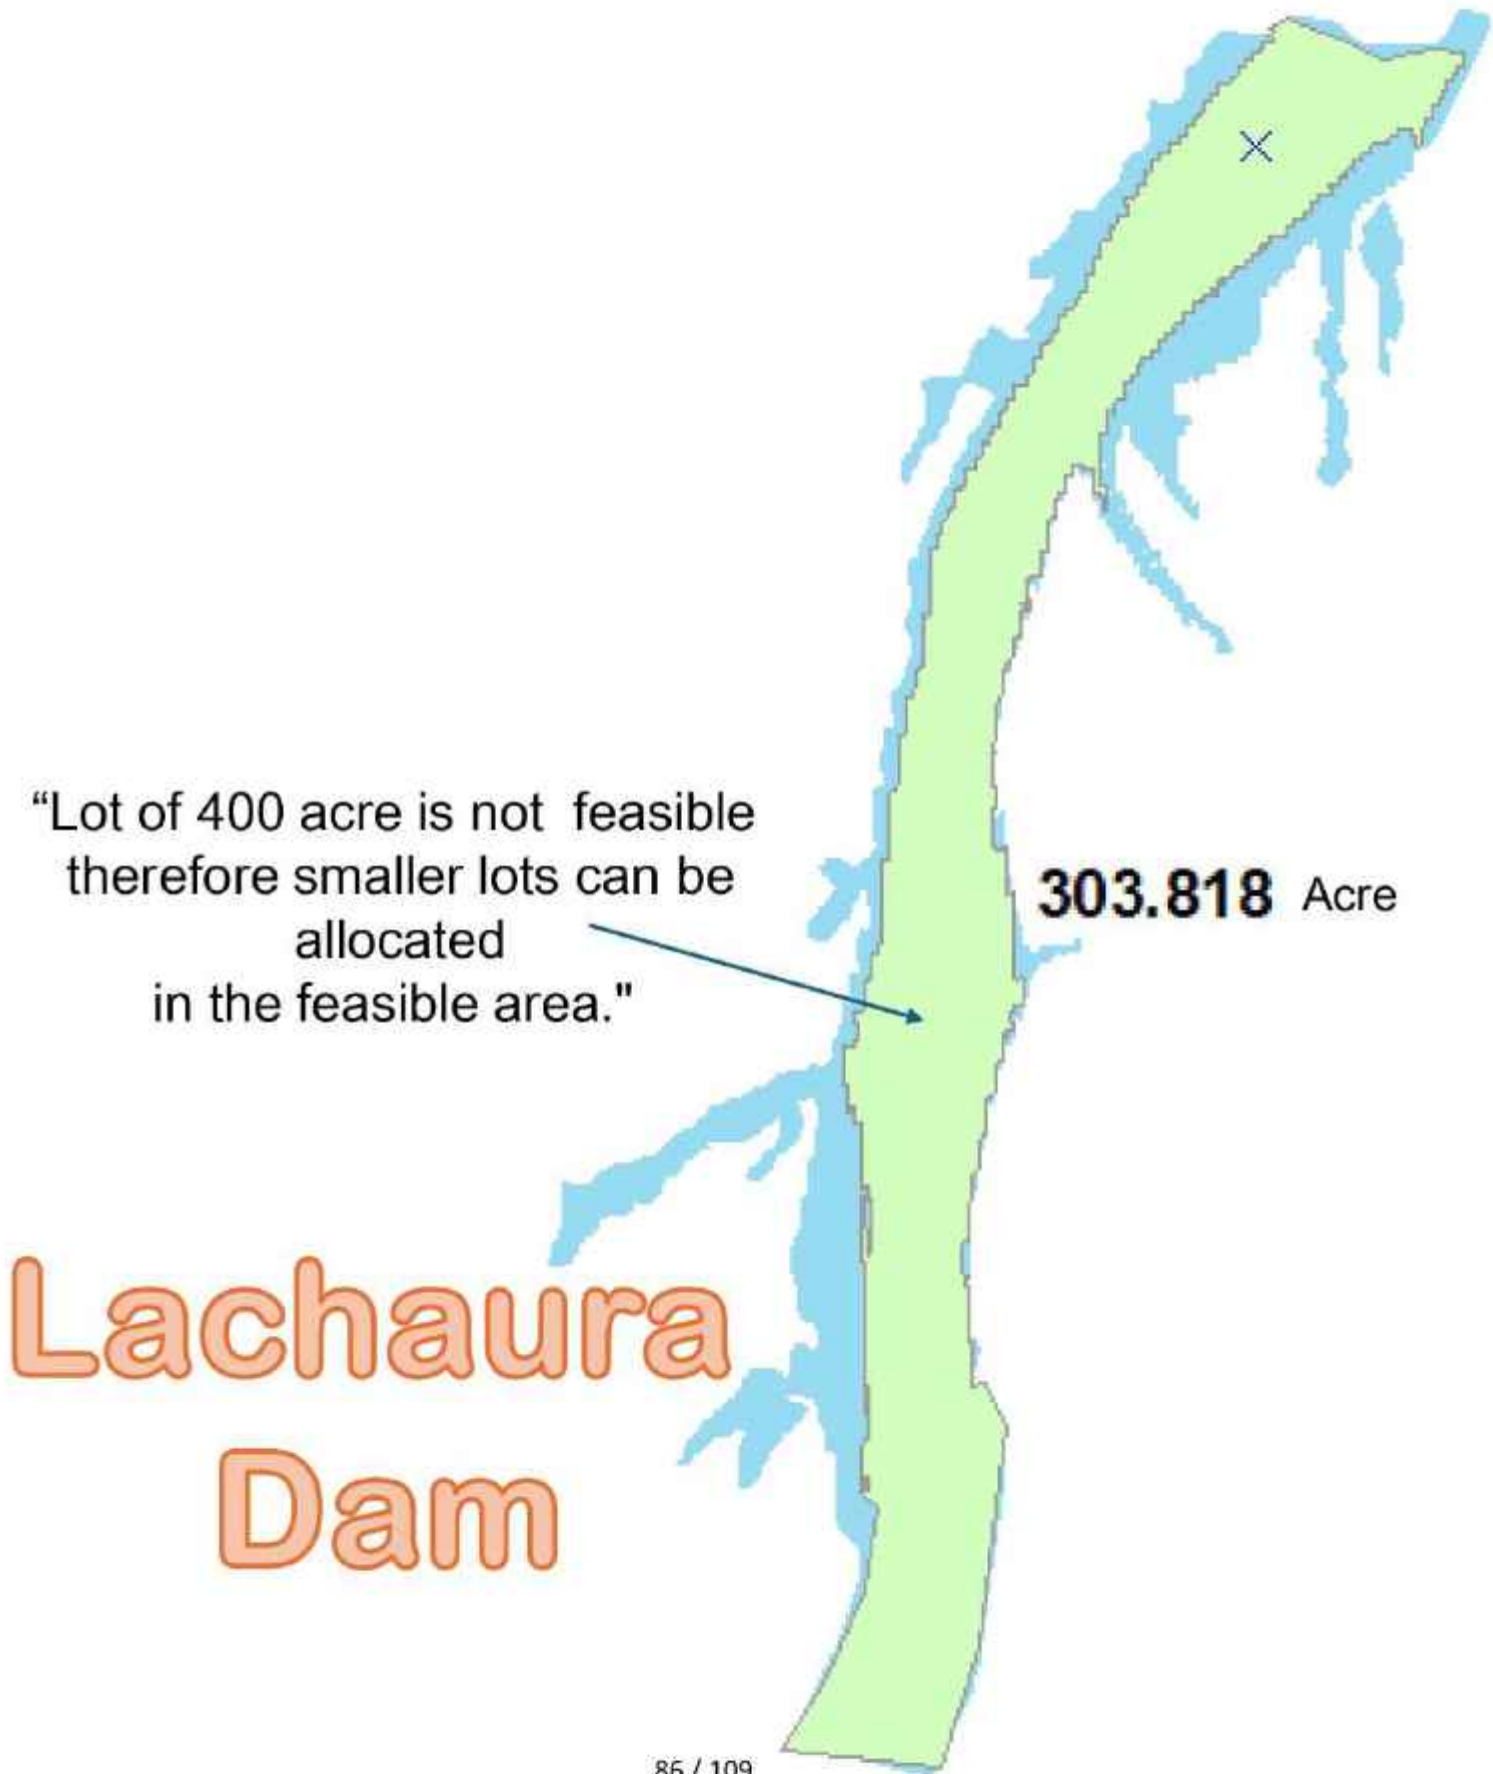 “Lot of 400 acre is not feasible
therefore smaller lots can be
allocated
in the feasible area."
303.818 Acre
Lachaura
Dam
86 / 109